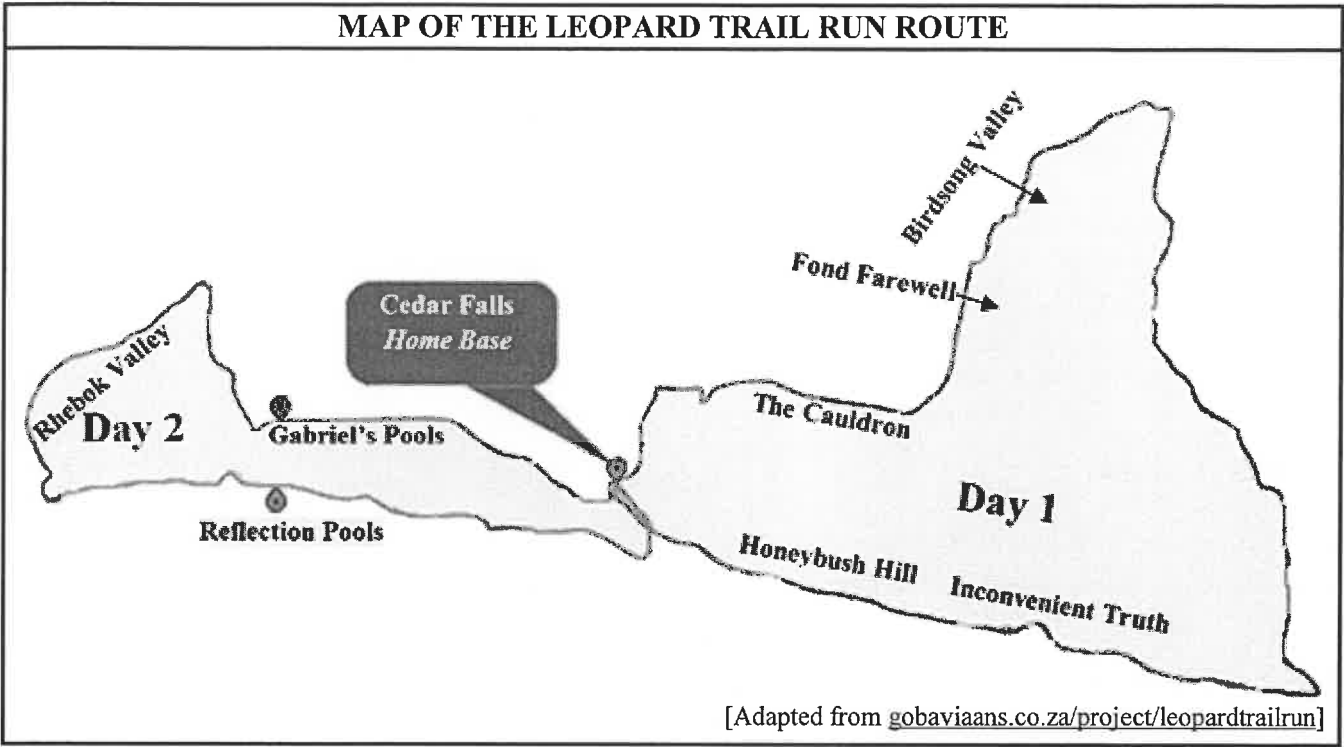 MAP OF THE LEOPARD TRAIL RUN ROUTE
Birdsong Valley
Fond Farewell
Cedar Falls
Home Base
Rhebok Valley
Day 2
Gabriel's Pools
The Cauldron
Reflection Pools
Day 1
Honeybush Hill
Inconvenient Truth
[Adapted from gobaviaans.co.za/project/leopardtrailrun]